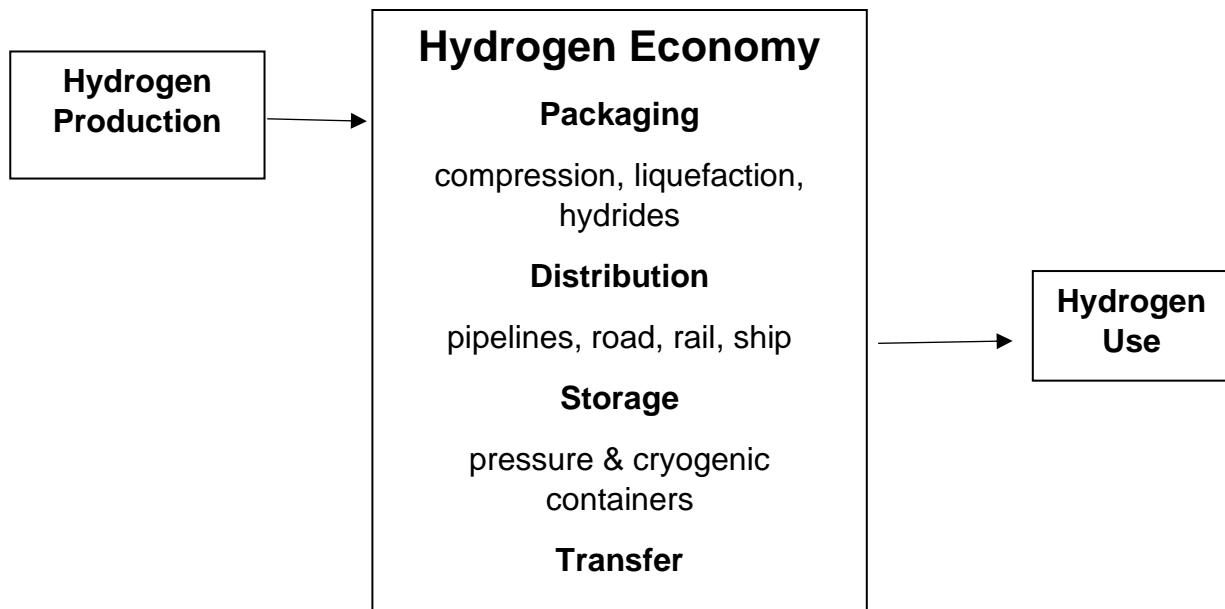 Hydrogen
Production
Hydrogen Economy
Packaging
compression, liquefaction,
hydrides
Distribution
pipelines, road, rail, ship
Storage
pressure & cryogenic
containers
Transfer
Hydrogen
Use